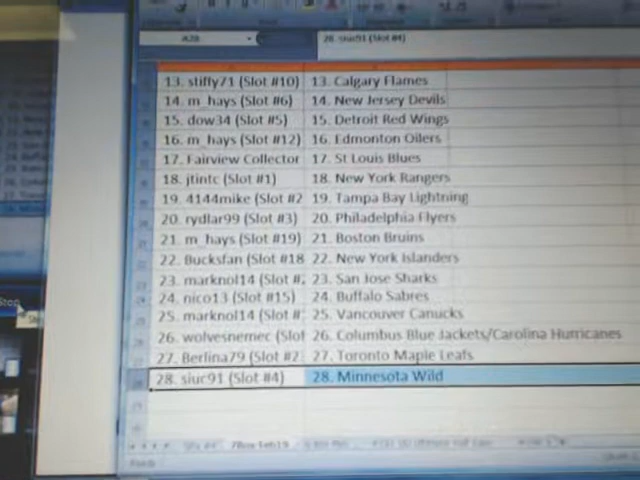 A28 28. siuc91 (Slot #4)
13. stiffy71 (Slot #10) 13. Calgary Flames
14. m_hays (Slot #6) 14. New Jersey Devils
15. dow34 (Slot #5) 15. Detroit Red Wings
16. m_hays (Slot #12) 16. Edmonton Oilers
17. Fairview Collector 17. St Louis Blues
18. jtintc (Slot #1) 18. New York Rangers
19. 4144mike (Slot #2 19. Tampa Bay Lightning
20. rydlar99 (Slot #3) 20. Philadelphia Flyers
21. m_hays (Slot #19) 21. Boston Bruins
22. Bucksfan (Slot #18 22. New York Islanders
23. marknol14 (Slot #2 23. San Jose Sharks
24. nico13 (Slot #15) 24. Buffalo Sabres
25. marknol14 (Slot # 25. Vancouver Canucks
26. wolvesnemec (Slot 26. Columbus Blue Jackets/Carolina Hurricanes
27. Berlina79 (Slot #2 27. Toronto Maple Leafs
28. siuc91 (Slot #4) 28. Minnesota Wild